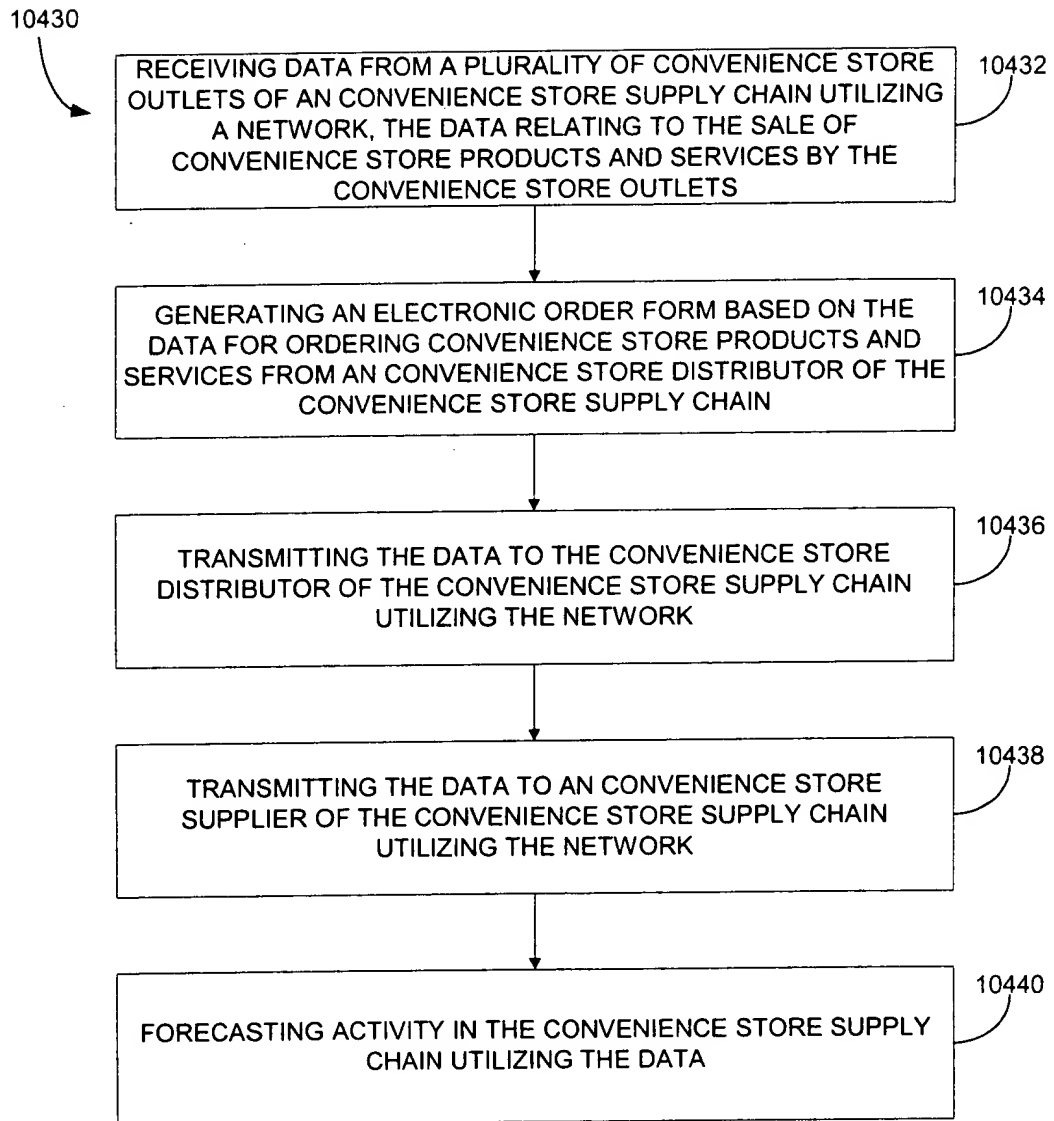 10430
RECEIVING DATA FROM A PLURALITY OF CONVENIENCE STORE
OUTLETS OF AN CONVENIENCE STORE SUPPLY CHAIN UTILIZING
A NETWORK, THE DATA RELATING TO THE SALE OF
CONVENIENCE STORE PRODUCTS AND SERVICES BY THE
CONVENIENCE STORE OUTLETS
10432
GENERATING AN ELECTRONIC ORDER FORM BASED ON THE
DATA FOR ORDERING CONVENIENCE STORE PRODUCTS AND
SERVICES FROM AN CONVENIENCE STORE DISTRIBUTOR OF THE
CONVENIENCE STORE SUPPLY CHAIN
10434
TRANSMITTING THE DATA TO THE CONVENIENCE STORE
DISTRIBUTOR OF THE CONVENIENCE STORE SUPPLY CHAIN
UTILIZING THE NETWORK
10436
TRANSMITTING THE DATA TO AN CONVENIENCE STORE
SUPPLIER OF THE CONVENIENCE STORE SUPPLY CHAIN
UTILIZING THE NETWORK
10438
FORECASTING ACTIVITY IN THE CONVENIENCE STORE SUPPLY
CHAIN UTILIZING THE DATA
10440